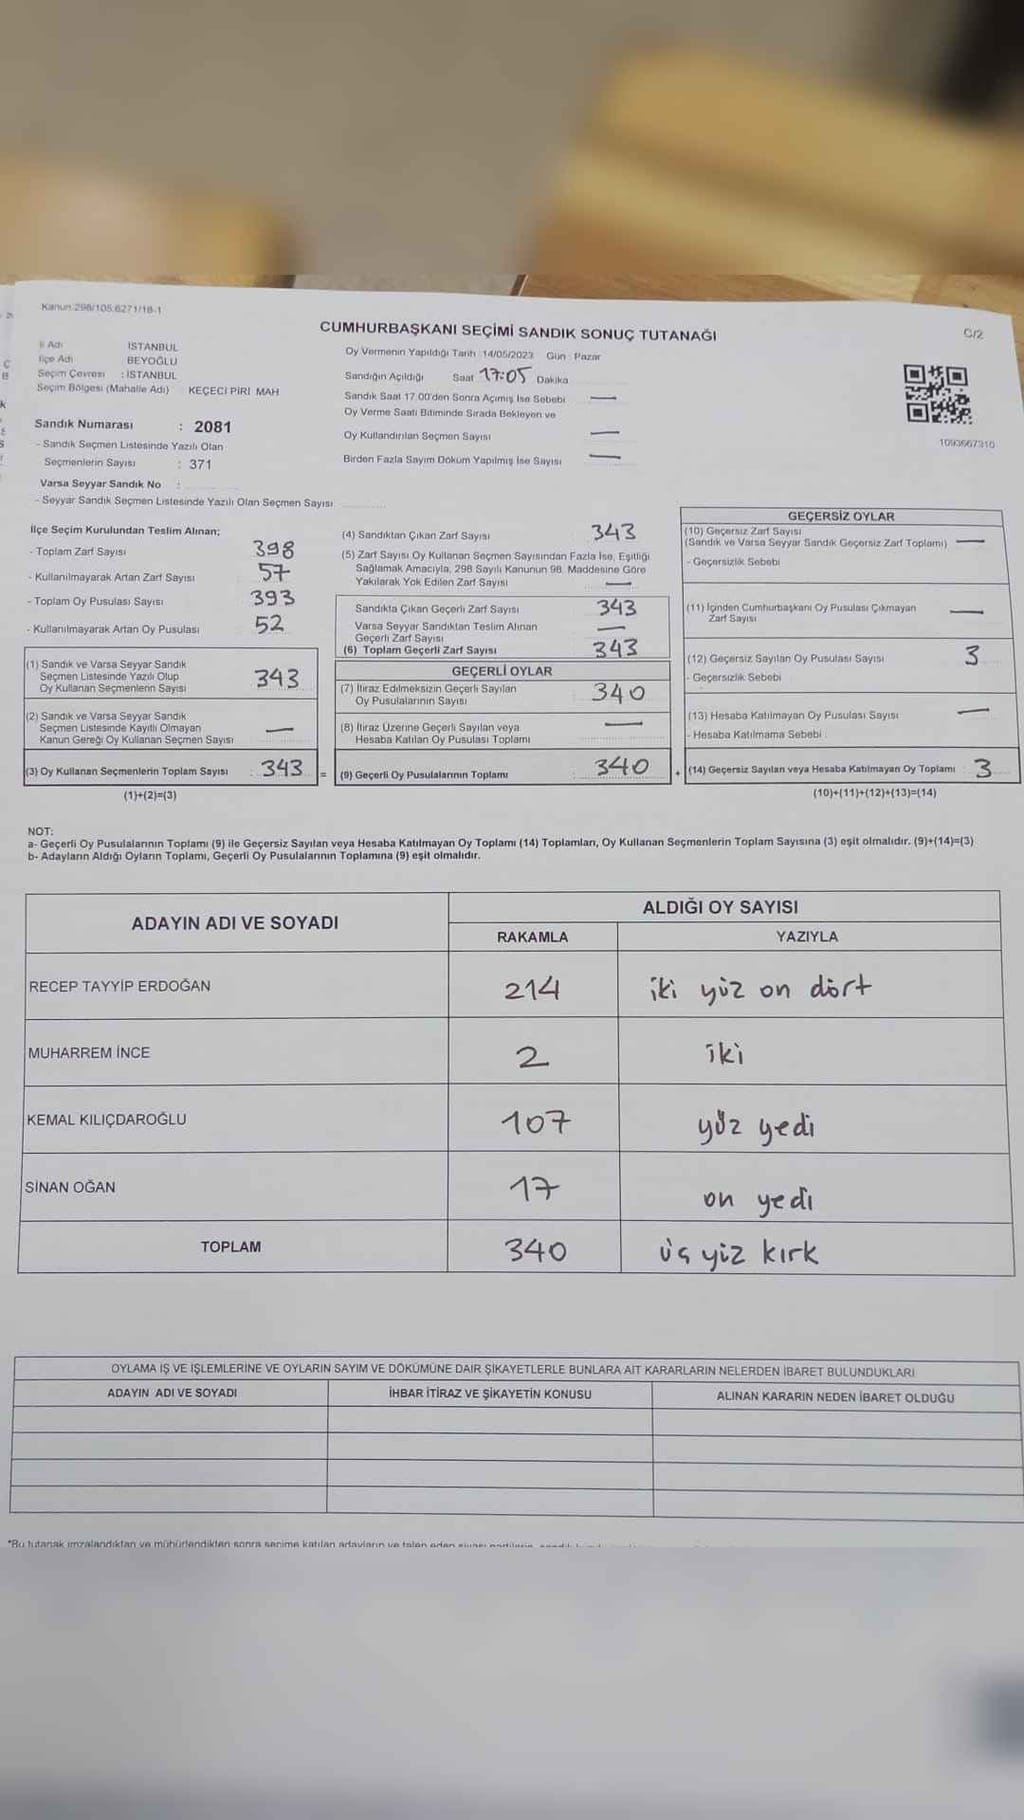 Kanun 298/105,6271/18-1
CUMHURBAŞKANI SEÇİMİ SANDIK SONUÇ TUTANAĞI
C/2
İl Adı İSTANBUL
İlçe Adı BEYOĞLU
Seçim Çevresi : İSTANBUL
Seçim Bölgesi (Mahalle Adı) KEÇECİ PİRİ MAH
Sandık Numarası : 2081
- Sandık Seçmen Listesinde Yazılı Olan
Seçmenlerin Sayısı : 371
Varsa Seyyar Sandık No :
- Seyyar Sandık Seçmen Listesinde Yazılı Olan Seçmen Sayısı
Oy Vermenin Yapıldığı Tarih 14/05/2023 Gün : Pazar
Sandığın Açıldığı Saat 17:05 Dakika
Sandık Saat 17.00'den Sonra Açımış İse Sebebi —
Oy Verme Saati Bitiminde Sırada Bekleyen ve
Oy Kullandırılan Seçmen Sayısı —
Birden Fazla Sayım Döküm Yapılmış İse Sayısı —
1093667310
İlçe Seçim Kurulundan Teslim Alınan;
- Toplam Zarf Sayısı 398
- Kullanılmayarak Artan Zarf Sayısı 57
- Toplam Oy Pusulası Sayısı 393
- Kullanılmayarak Artan Oy Pusulası 52
(1) Sandık ve Varsa Seyyar Sandık
Seçmen Listesinde Yazılı Olup
Oy Kullanan Seçmenlerin Sayısı 343
(2) Sandık ve Varsa Seyyar Sandık
Seçmen Listesinde Kayıtlı Olmayan
Kanun Gereği Oy Kullanan Seçmen Sayısı —
(3) Oy Kullanan Seçmenlerin Toplam Sayısı : 343 =
(1)+(2)=(3)
(4) Sandıktan Çıkan Zarf Sayısı 343
(5) Zarf Sayısı Oy Kullanan Seçmen Sayısından Fazla İse, Eşitliği
Sağlamak Amacıyla, 298 Sayılı Kanunun 98. Maddesine Göre
Yakılarak Yok Edilen Zarf Sayısı —
Sandıkta Çıkan Geçerli Zarf Sayısı 343
Varsa Seyyar Sandıktan Teslim Alınan
Geçerli Zarf Sayısı —
(6) Toplam Geçerli Zarf Sayısı 343
GEÇERLİ OYLAR
(7) İtiraz Edilmeksizin Geçerli Sayılan
Oy Pusulalarının Sayısı 340
(8) İtiraz Üzerine Geçerli Sayılan veya
Hesaba Katılan Oy Pusulası Toplamı —
(9) Geçerli Oy Pusulalarının Toplamı : 340 +
GEÇERSİZ OYLAR
(10) Geçersiz Zarf Sayısı
(Sandık ve Varsa Seyyar Sandık Geçersiz Zarf Toplamı) —
- Geçersizlik Sebebi
(11) İçinden Cumhurbaşkanı Oy Pusulası Çıkmayan
Zarf Sayısı —
(12) Geçersiz Sayılan Oy Pusulası Sayısı 3
- Geçersizlik Sebebi
(13) Hesaba Katılmayan Oy Pusulası Sayısı —
- Hesaba Katılmama Sebebi :
(14) Geçersiz Sayılan veya Hesaba Katılmayan Oy Toplamı : 3
(10)+(11)+(12)+(13)=(14)
NOT:
a- Geçerli Oy Pusulalarının Toplamı (9) ile Geçersiz Sayılan veya Hesaba Katılmayan Oy Toplamı (14) Toplamları, Oy Kullanan Seçmenlerin Toplam Sayısına (3) eşit olmalıdır. (9)+(14)=(3)
b- Adayların Aldığı Oyların Toplamı, Geçerli Oy Pusulalarının Toplamına (9) eşit olmalıdır.
ADAYIN ADI VE SOYADI
ALDIĞI OY SAYISI
RAKAMLA YAZIYLA
RECEP TAYYİP ERDOĞAN 214 iki yüz on dört
MUHARREM İNCE 2 iki
KEMAL KILIÇDAROĞLU 107 yüz yedi
SİNAN OĞAN 17 on yedi
TOPLAM 340 üç yiz kırk
OYLAMA İŞ VE İŞLEMLERİNE VE OYLARIN SAYIM VE DÖKÜMÜNE DAİR ŞİKAYETLERLE BUNLARA AİT KARARLARIN NELERDEN İBARET BULUNDUKLARI
ADAYIN ADI VE SOYADI İHBAR İTİRAZ VE ŞİKAYETİN KONUSU ALINAN KARARIN NEDEN İBARET OLDUĞU
*Bu tutanak imzalandıktan ve mühürlendikten sonra seçime katılan adayların ve talep eden siyasi partilerin